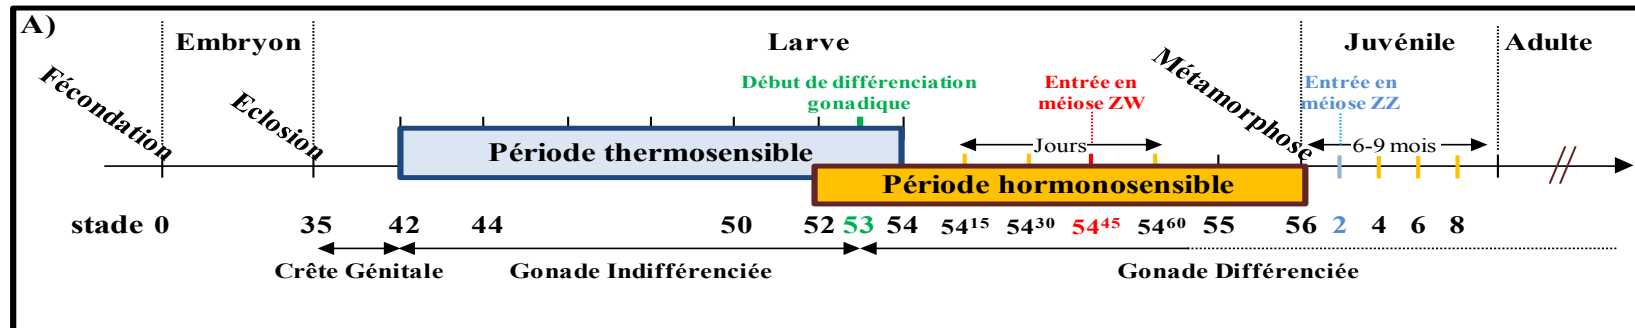 A)
Embryon
Larve
Juvénile
Adulte
Fécondation
Eclosion
Début de différenciation
gonadique
Entrée en
méiose ZW
Métamorphose
Entrée en
méiose ZZ
Période thermosensible
Jours
6-9 mois
Période hormonosensible
stade 0 35 42 44 50 52 53 54 54¹⁵ 54³⁰ 54⁴⁵ 54⁶⁰ 55 56 2 4 6 8
Crête Génitale
Gonade Indifférenciée
Gonade Différenciée